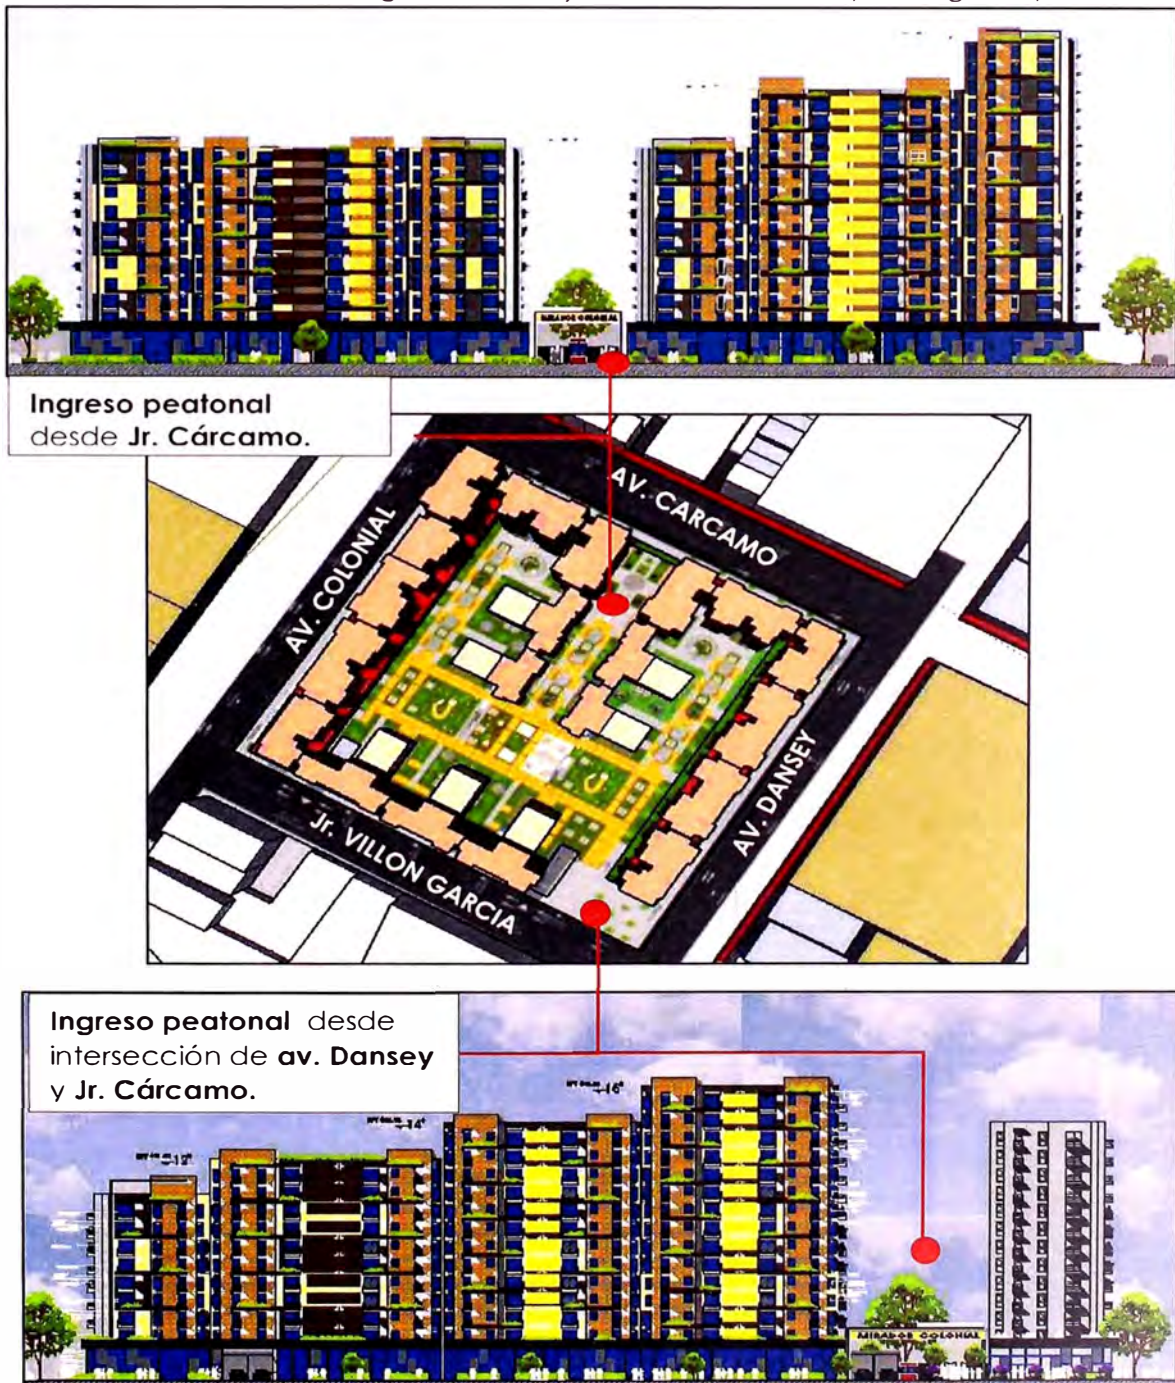 Ingreso peatonal
desde Jr. Cárcamo.
AV. CARCAMO
AV. COLONIAL
AV. DANSEY
Jr. VILLON GARCIA
Ingreso peatonal desde
intersección de av. Dansey
y Jr. Cárcamo.
MIRADOR COLONIAL